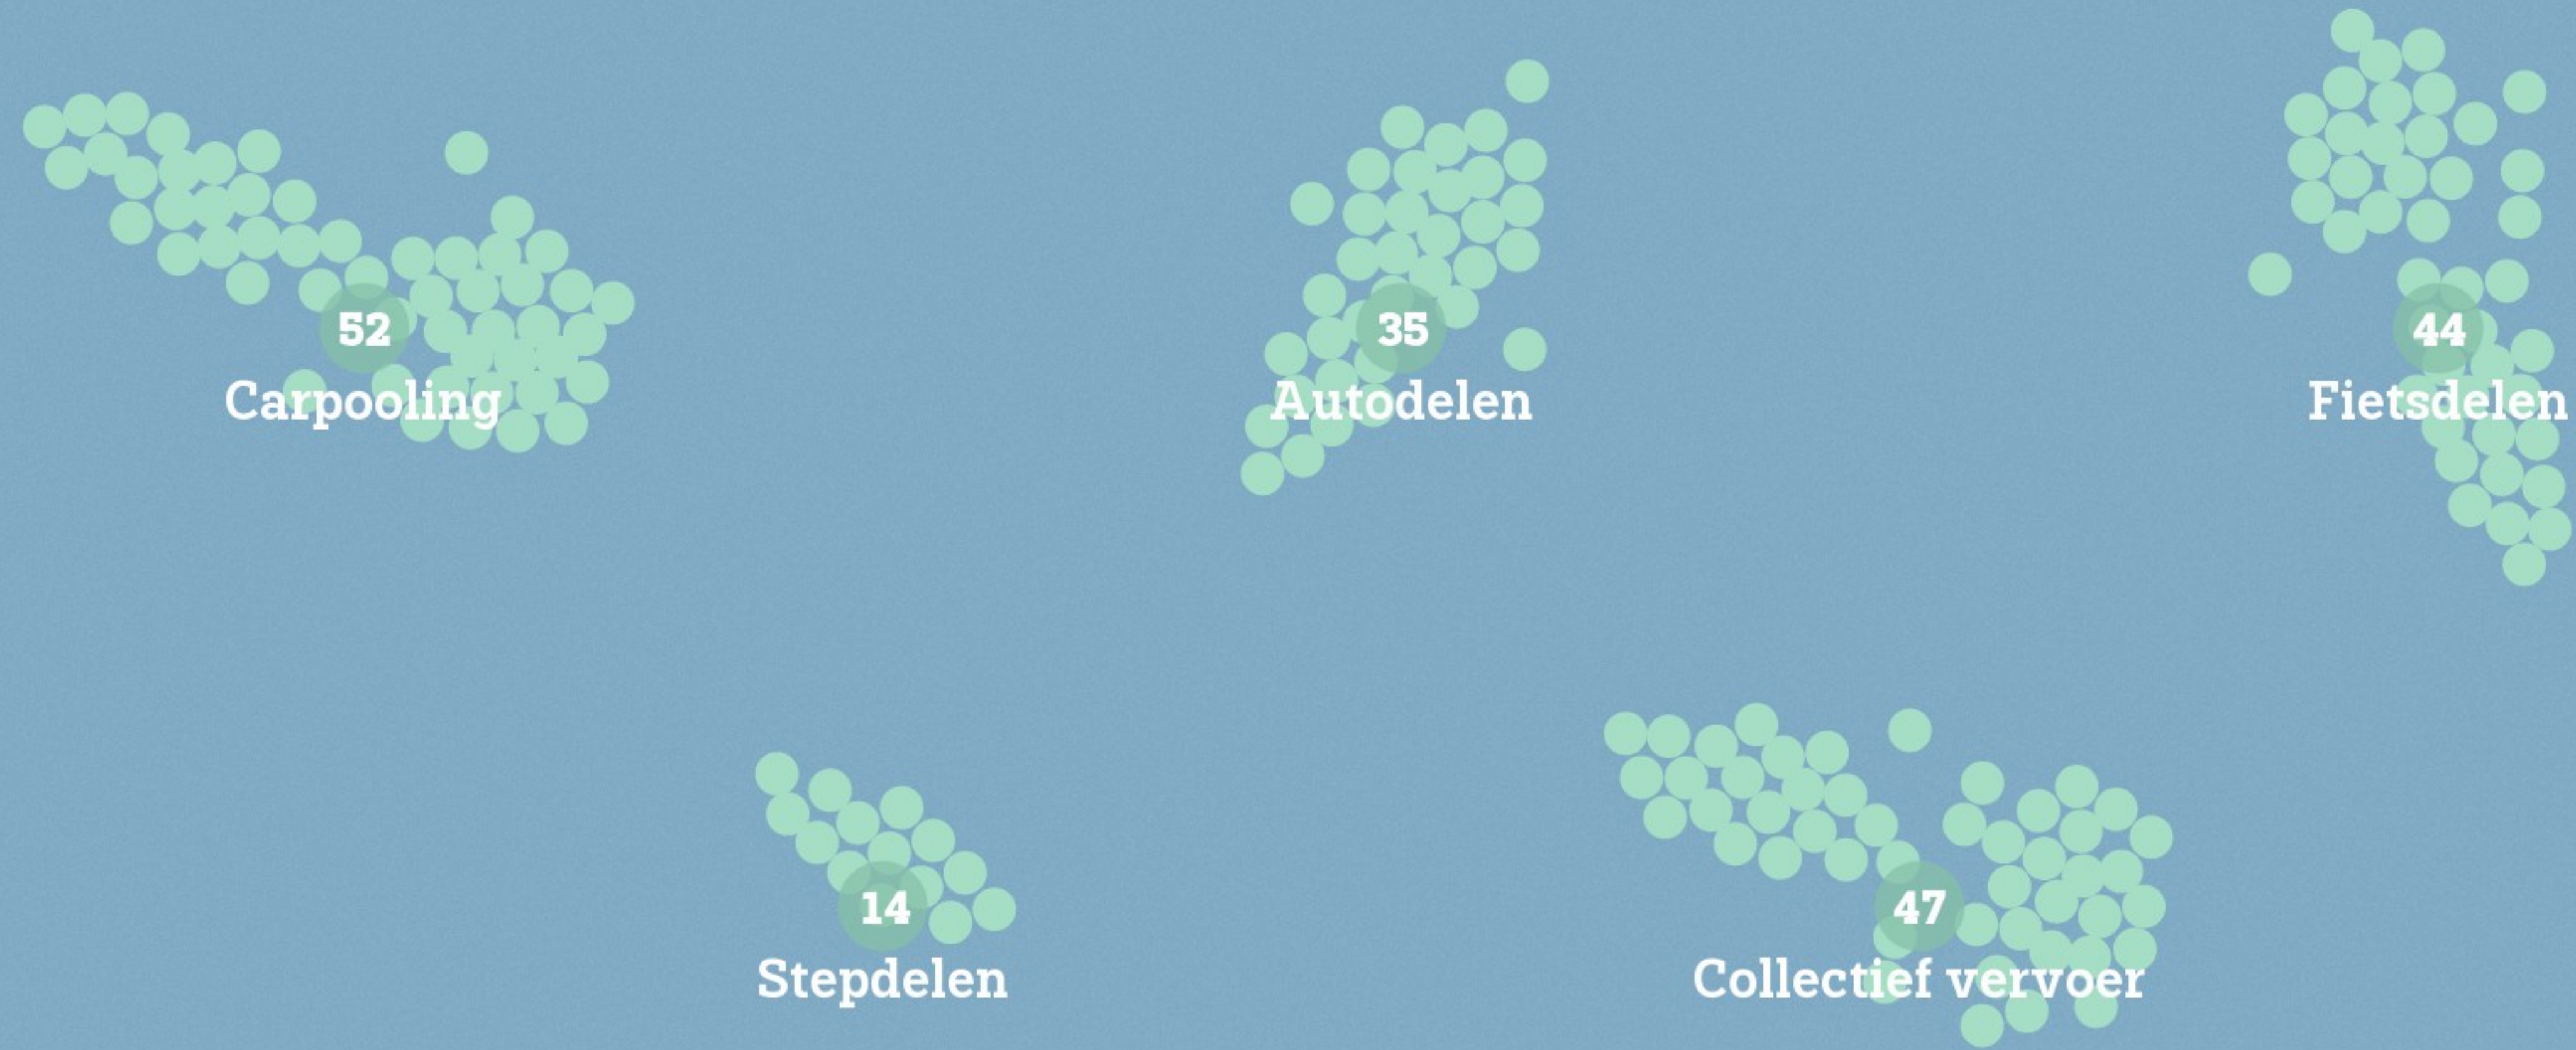 52
Carpooling
35
Autodelen
44
Fietsdelen
14
Stepdelen
47
Collectief vervoer